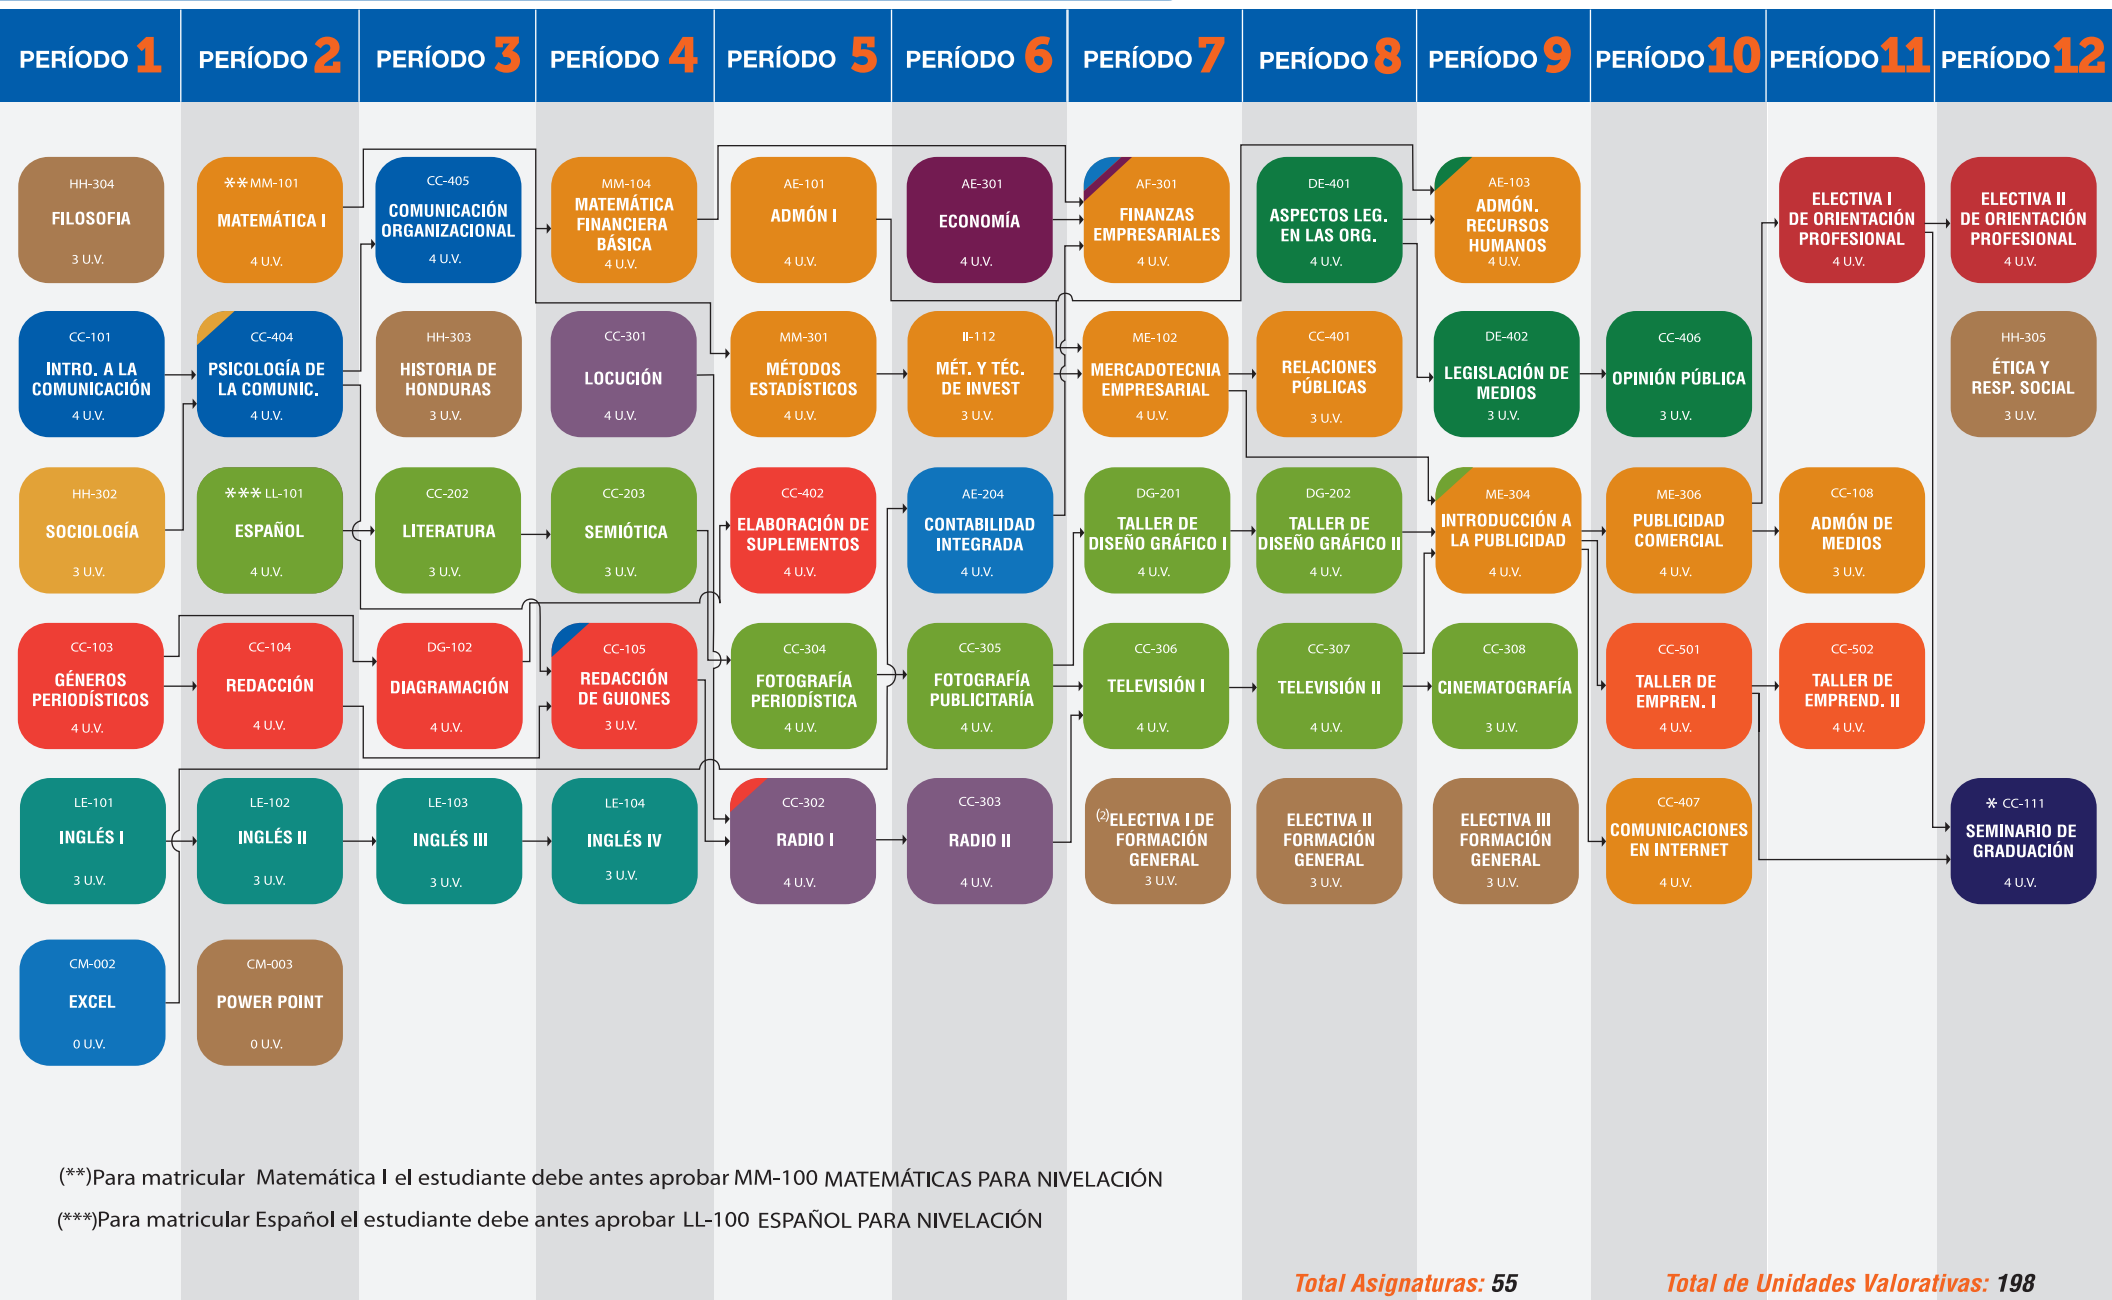 PERÍODO 1
PERÍODO 2
PERÍODO 3
PERÍODO 4
PERÍODO 5
PERÍODO 6
PERÍODO 7
PERÍODO 8
PERÍODO 9
PERÍODO 10
PERÍODO 11
PERÍODO 12
HH-304
FILOSOFIA
3 U.V.
**MM-101
MATEMÁTICA I
4 U.V.
CC-405
COMUNICACIÓN
ORGANIZACIONAL
4 U.V.
MM-104
MATEMÁTICA
FINANCIERA
BÁSICA
4 U.V.
AE-101
ADMÓN I
4 U.V.
AE-301
ECONOMÍA
4 U.V.
AF-301
FINANZAS
EMPRESARIALES
4 U.V.
DE-401
ASPECTOS LEG.
EN LAS ORG.
4 U.V.
AE-103
ADMÓN.
RECURSOS
HUMANOS
4 U.V.
ELECTIVA I
DE ORIENTACIÓN
PROFESIONAL
4 U.V.
ELECTIVA II
DE ORIENTACIÓN
PROFESIONAL
4 U.V.
CC-101
INTRO. A LA
COMUNICACIÓN
4 U.V.
CC-404
PSICOLOGÍA DE
LA COMUNIC.
4 U.V.
HH-303
HISTORIA DE
HONDURAS
3 U.V.
CC-301
LOCUCIÓN
4 U.V.
MM-301
MÉTODOS
ESTADÍSTICOS
4 U.V.
II-112
MÉT. Y TÉC.
DE INVEST
3 U.V.
ME-102
MERCADOTECNIA
EMPRESARIAL
4 U.V.
CC-401
RELACIONES
PÚBLICAS
3 U.V.
DE-402
LEGISLACIÓN DE
MEDIOS
3 U.V.
CC-406
OPINIÓN PÚBLICA
3 U.V.
HH-305
ÉTICA Y
RESP. SOCIAL
3 U.V.
HH-302
SOCIOLOGÍA
3 U.V.
***LL-101
ESPAÑOL
4 U.V.
CC-202
LITERATURA
3 U.V.
CC-203
SEMIÓTICA
3 U.V.
CC-402
ELABORACIÓN DE
SUPLEMENTOS
4 U.V.
AE-204
CONTABILIDAD
INTEGRADA
4 U.V.
DG-201
TALLER DE
DISEÑO GRÁFICO I
4 U.V.
DG-202
TALLER DE
DISEÑO GRÁFICO II
4 U.V.
ME-304
INTRODUCCIÓN A
LA PUBLICIDAD
4 U.V.
ME-306
PUBLICIDAD
COMERCIAL
4 U.V.
CC-108
ADMÓN DE
MEDIOS
3 U.V.
CC-103
GÉNEROS
PERIODÍSTICOS
4 U.V.
CC-104
REDACCIÓN
4 U.V.
DG-102
DIAGRAMACIÓN
4 U.V.
CC-105
REDACCIÓN
DE GUIONES
3 U.V.
CC-304
FOTOGRAFÍA
PERIODÍSTICA
4 U.V.
CC-305
FOTOGRAFÍA
PUBLICITARÍA
4 U.V.
CC-306
TELEVISIÓN I
4 U.V.
CC-307
TELEVISIÓN II
4 U.V.
CC-308
CINEMATOGRAFÍA
3 U.V.
CC-501
TALLER DE
EMPREN. I
4 U.V.
CC-502
TALLER DE
EMPREND. II
4 U.V.
LE-101
INGLÉS I
3 U.V.
LE-102
INGLÉS II
3 U.V.
LE-103
INGLÉS III
3 U.V.
LE-104
INGLÉS IV
3 U.V.
CC-302
RADIO I
4 U.V.
CC-303
RADIO II
4 U.V.
(2)ELECTIVA I DE
FORMACIÓN
GENERAL
3 U.V.
ELECTIVA II
FORMACIÓN
GENERAL
3 U.V.
ELECTIVA III
FORMACIÓN
GENERAL
3 U.V.
CC-407
COMUNICACIONES
EN INTERNET
4 U.V.
* CC-111
SEMINARIO DE
GRADUACIÓN
4 U.V.
CM-002
EXCEL
0 U.V.
CM-003
POWER POINT
0 U.V.
(**)Para matricular Matemática I el estudiante debe antes aprobar MM-100 MATEMÁTICAS PARA NIVELACIÓN
(***)Para matricular Español el estudiante debe antes aprobar LL-100 ESPAÑOL PARA NIVELACIÓN
Total Asignaturas: 55
Total de Unidades Valorativas: 198